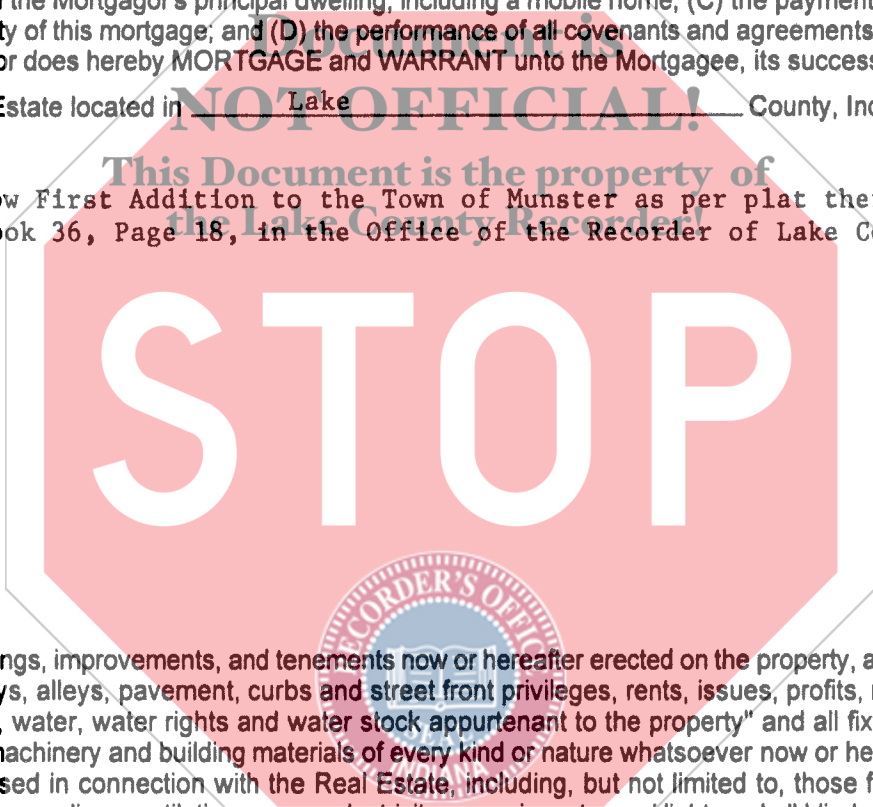 the Mortgagor's principal dwelling, including a mobile home; (C) the payment
ty of this mortgage; and (D) the performance of all covenants and agreements
Document is
or does hereby MORTGAGE and WARRANT unto the Mortgagee, its success
Estate located in Lake County, Ind
NOT OFFICIAL!
This Document is the property of
w First Addition to the Town of Munster as per plat the
the Lake County Recorder!
ok 36, Page 18, in the Office of the Recorder of Lake Co
STOP
RECORDER'S OFFICE
ngs, improvements, and tenements now or hereafter erected on the property, a
ys, alleys, pavement, curbs and street front privileges, rents, issues, profits,
, water, water rights and water stock appurtenant to the property" and all fix
SEAL
achinery and building materials of every kind or nature whatsoever now or he
INDIANA
sed in connection with the Real Estate, including, but not limited to, those f